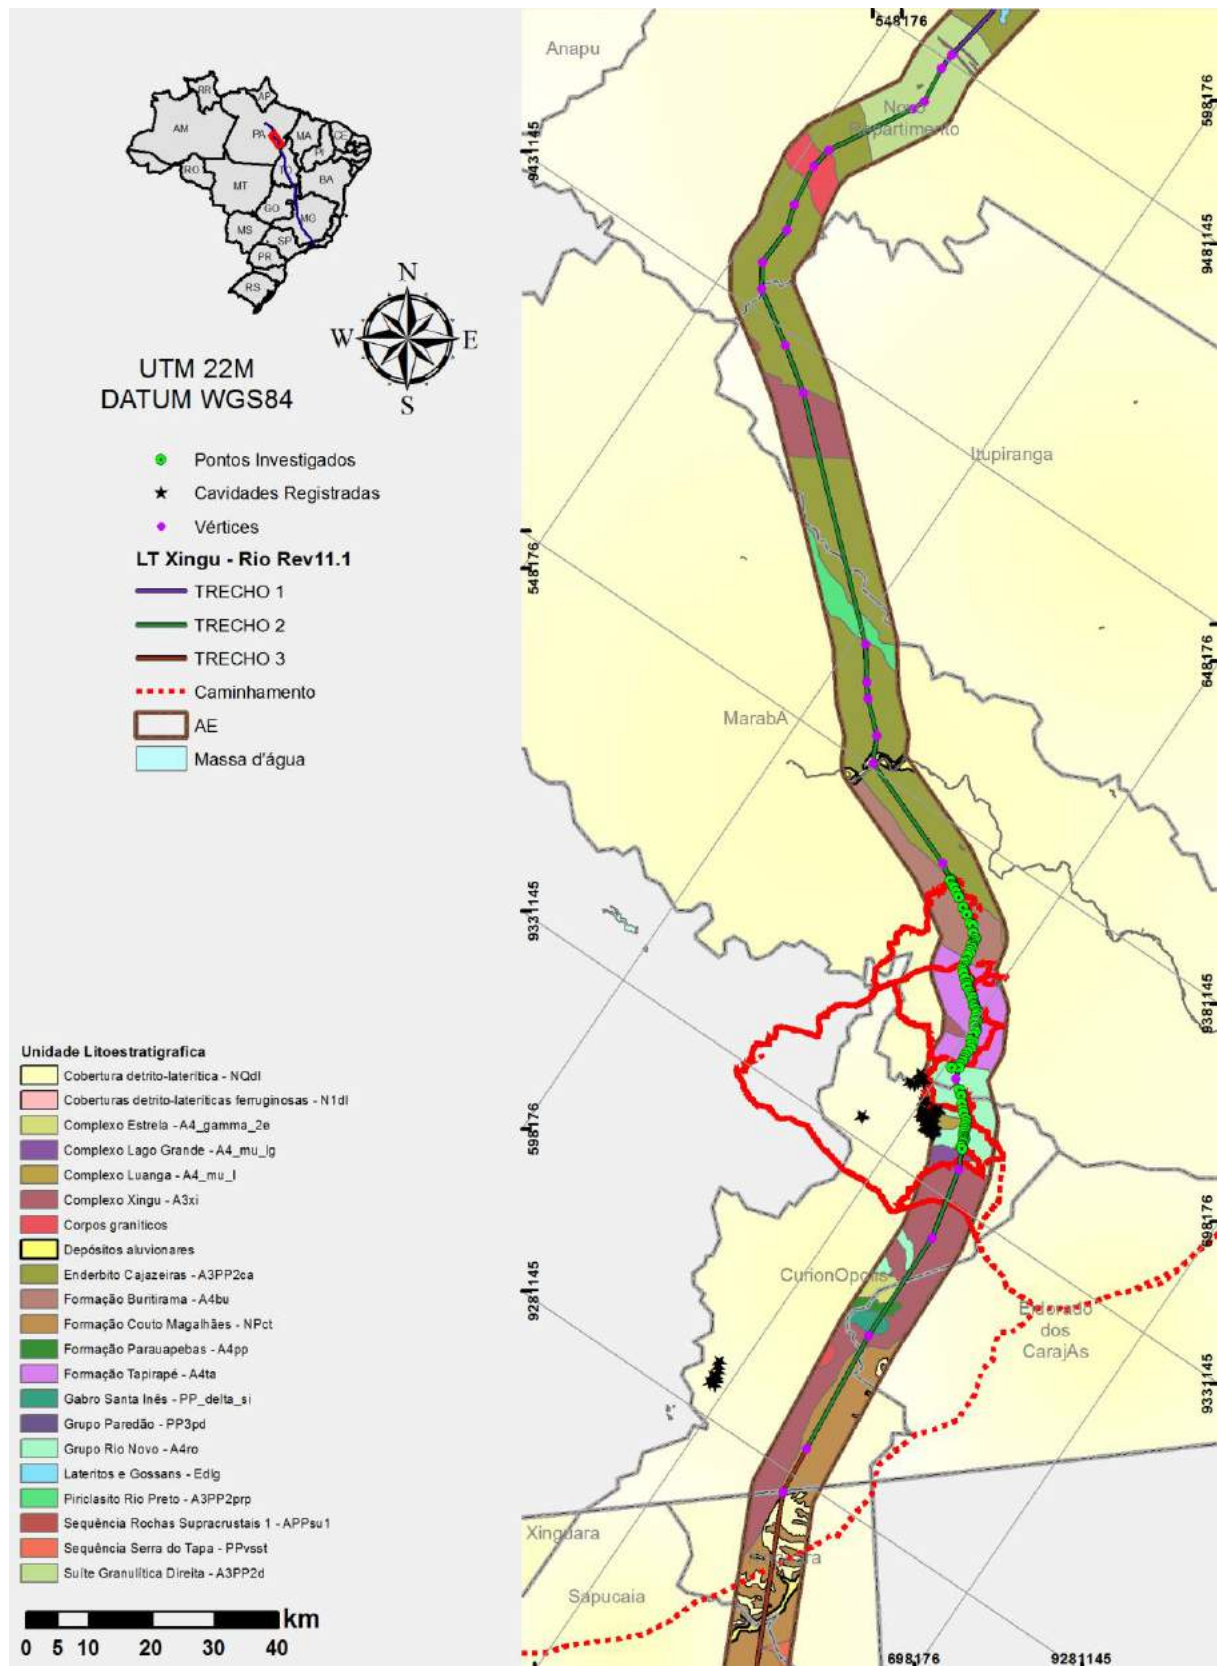 RR
AP
AM
PA
MA
CE
PI
RO
TO
BA
MT
GO
MG
MS
SP
PR
RS
N
W
E
S
UTM 22M
DATUM WGS84
Pontos Investigados
Cavidades Registradas
Vértices
LT Xingu - Rio Rev11.1
TRECHO 1
TRECHO 2
TRECHO 3
Caminhamento
AE
Massa d'água
Unidade Litoestratigrafica
Cobertura detrito-laterítica - NQdl
Coberturas detrito-lateríticas ferruginosas - N1dl
Complexo Estrela - A4_gamma_2e
Complexo Lago Grande - A4_mu_lg
Complexo Luanga - A4_mu_l
Complexo Xingu - A3xi
Corpos graníticos
Depósitos aluvionares
Enderbito Cajazeiras - A3PP2ca
Formação Buritirama - A4bu
Formação Couto Magalhães - NPct
Formação Parauapebas - A4pp
Formação Tapirapé - A4ta
Gabro Santa Inês - PP_delta_si
Grupo Paredão - PP3pd
Grupo Rio Novo - A4ro
Lateritos e Gossans - Edlg
Piriclasito Rio Preto - A3PP2prp
Sequência Rochas Supracrustais 1 - APPsu1
Sequência Serra do Tapa - PPvsst
Suíte Granulítica Direita - A3PP2d
km
0 5 10 20 30 40
548176
Anapu
598176
Novo
Repartimento
9431145
9481145
Itupiranga
548176
648176
MarabA
9331145
9381145
598176
698176
CurionOpolis
9281145
Eldorado
dos
CarajAs
9331145
Xinguara
Sapucaia
698176
9281145